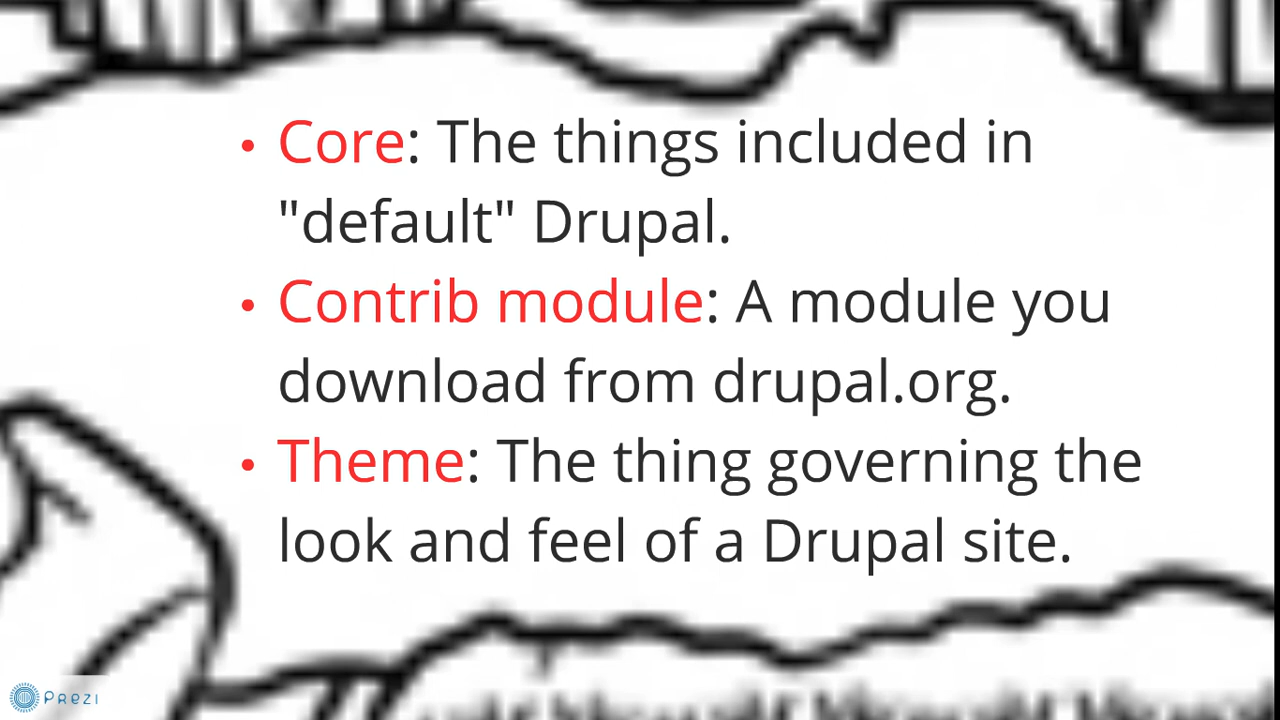 • Core: The things included in
"default" Drupal.
• Contrib module: A module you
download from drupal.org.
• Theme: The thing governing the
look and feel of a Drupal site.
Prezi